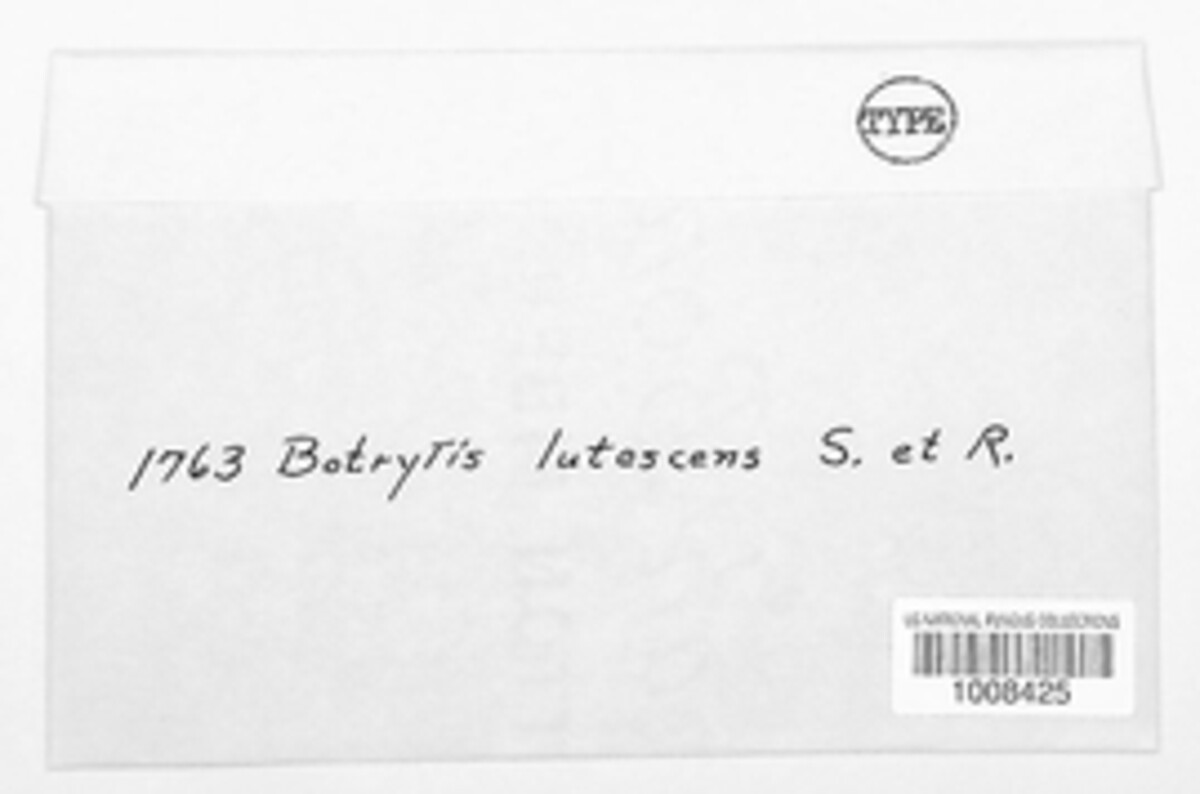 TYPE
1763 Botrytis lutescens S. et R.
US NATIONAL FUNGUS COLLECTIONS
1008425